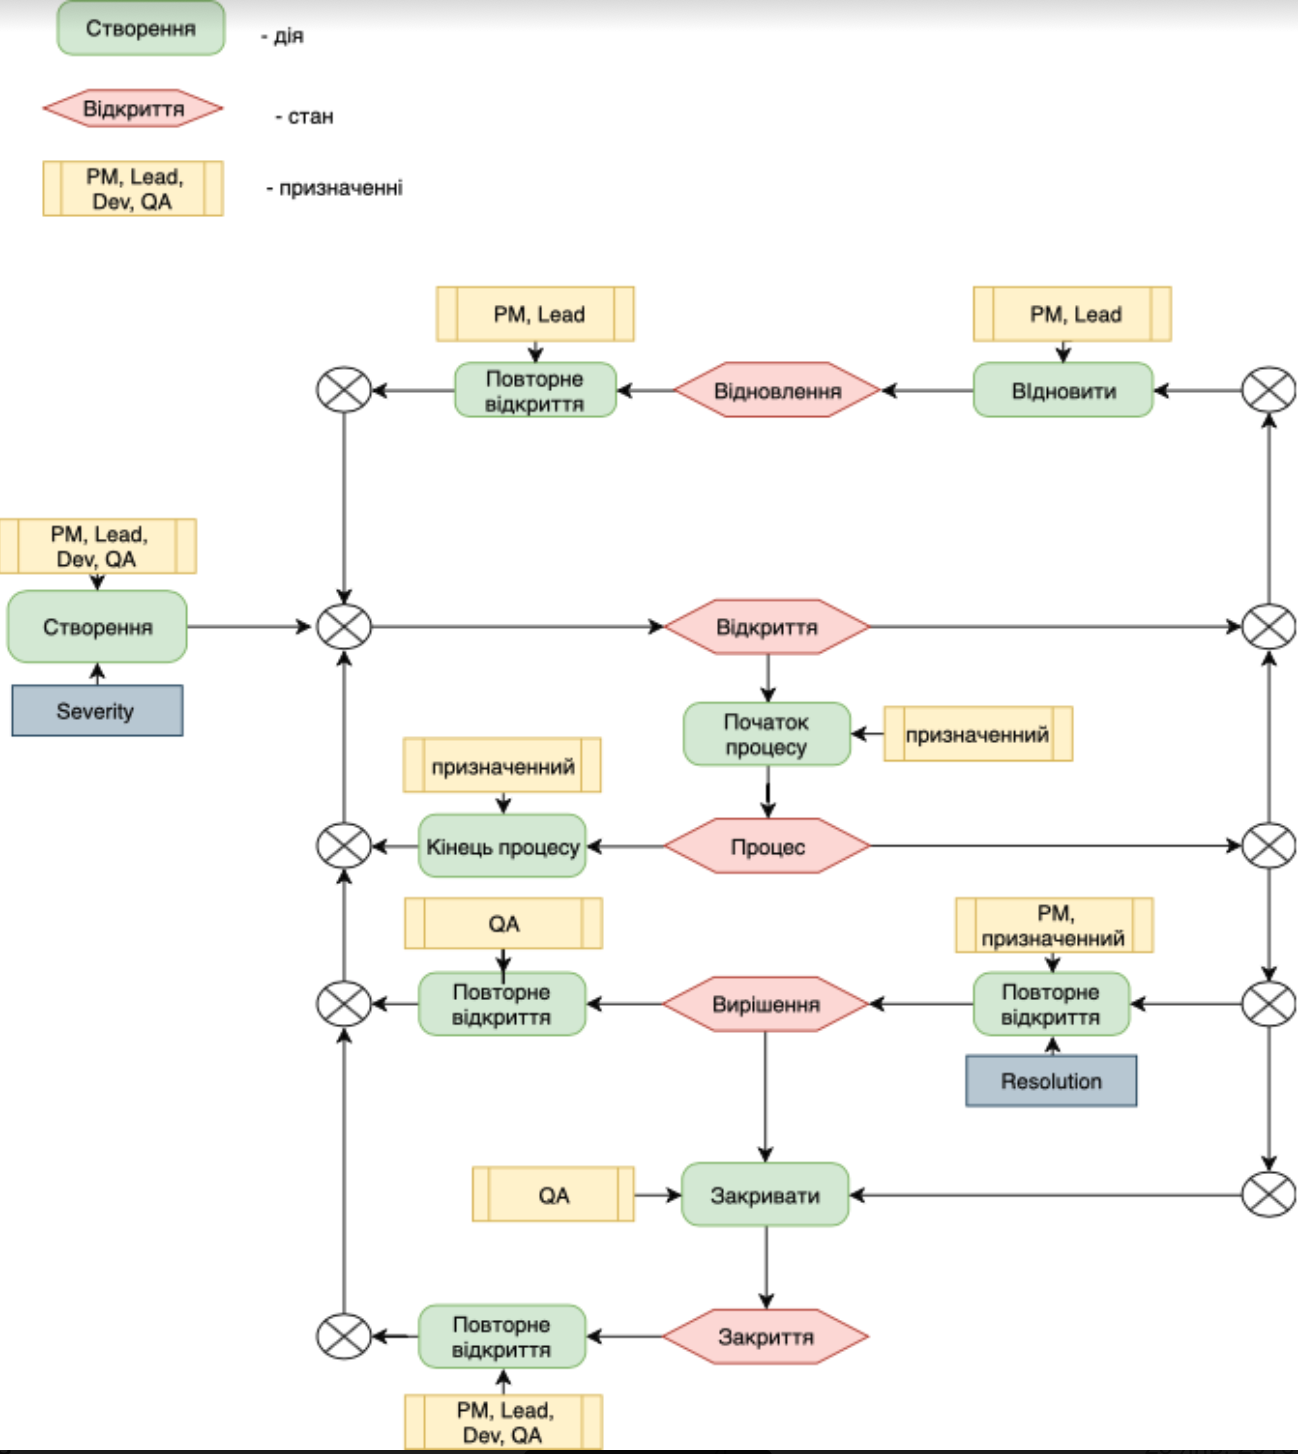 Створення
- дія
Відкриття
- стан
PM, Lead,
Dev, QA
- призначенні
PM, Lead
PM, Lead
Повторне
відкриття
Відновлення
ВІдновити
PM, Lead,
Dev, QA
Створення
Відкриття
Severity
Початок
процесу
призначенний
призначенний
Кінець процесу
Процес
QA
PM,
призначенний
Повторне
відкриття
Вирішення
Повторне
відкриття
Resolution
QA
Закривати
Повторне
відкриття
Закриття
PM, Lead,
Dev, QA